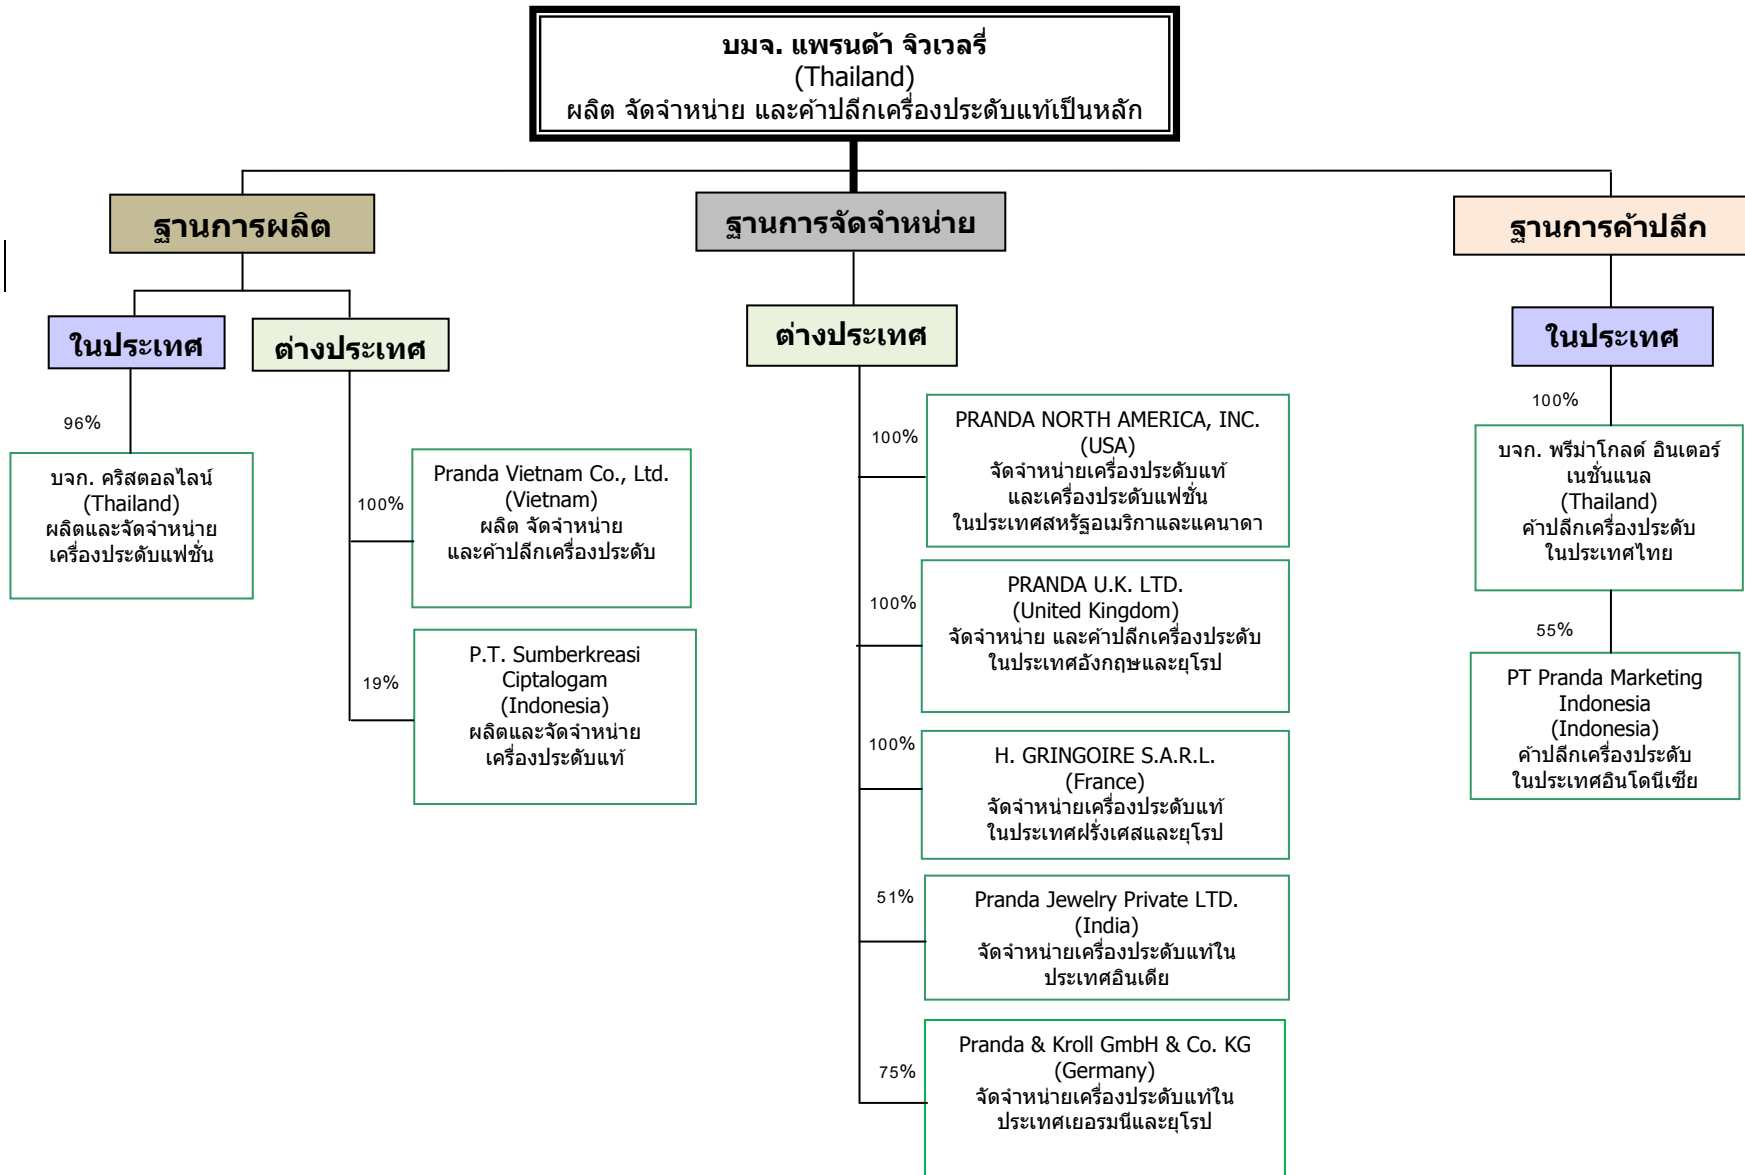 บมจ. แพรนด้า จิวเวลรี่
(Thailand)
ผลิต จัดจำหน่าย และค้าปลีกเครื่องประดับแท้เป็นหลัก
ฐานการผลิต
ฐานการจัดจำหน่าย
ฐานการค้าปลีก
ในประเทศ
ต่างประเทศ
ต่างประเทศ
ในประเทศ
96%
บจก. คริสตอลไลน์
(Thailand)
ผลิตและจัดจำหน่าย
เครื่องประดับแฟชั่น
100%
Pranda Vietnam Co., Ltd.
(Vietnam)
ผลิต จัดจำหน่าย
และค้าปลีกเครื่องประดับ
19%
P.T. Sumberkreasi
Ciptalogam
(Indonesia)
ผลิตและจัดจำหน่าย
เครื่องประดับแท้
100%
PRANDA NORTH AMERICA, INC.
(USA)
จัดจำหน่ายเครื่องประดับแท้
และเครื่องประดับแฟชั่น
ในประเทศสหรัฐอเมริกาและแคนาดา
100%
PRANDA U.K. LTD.
(United Kingdom)
จัดจำหน่าย และค้าปลีกเครื่องประดับ
ในประเทศอังกฤษและยุโรป
100%
H. GRINGOIRE S.A.R.L.
(France)
จัดจำหน่ายเครื่องประดับแท้
ในประเทศฝรั่งเศสและยุโรป
51%
Pranda Jewelry Private LTD.
(India)
จัดจำหน่ายเครื่องประดับแท้ใน
ประเทศอินเดีย
75%
Pranda & Kroll GmbH & Co. KG
(Germany)
จัดจำหน่ายเครื่องประดับแท้ใน
ประเทศเยอรมนีและยุโรป
100%
บจก. พรีม่าโกลด์ อินเตอร์
เนชั่นแนล
(Thailand)
ค้าปลีกเครื่องประดับ
ในประเทศไทย
55%
PT Pranda Marketing
Indonesia
(Indonesia)
ค้าปลีกเครื่องประดับ
ในประเทศอินโดนีเซีย